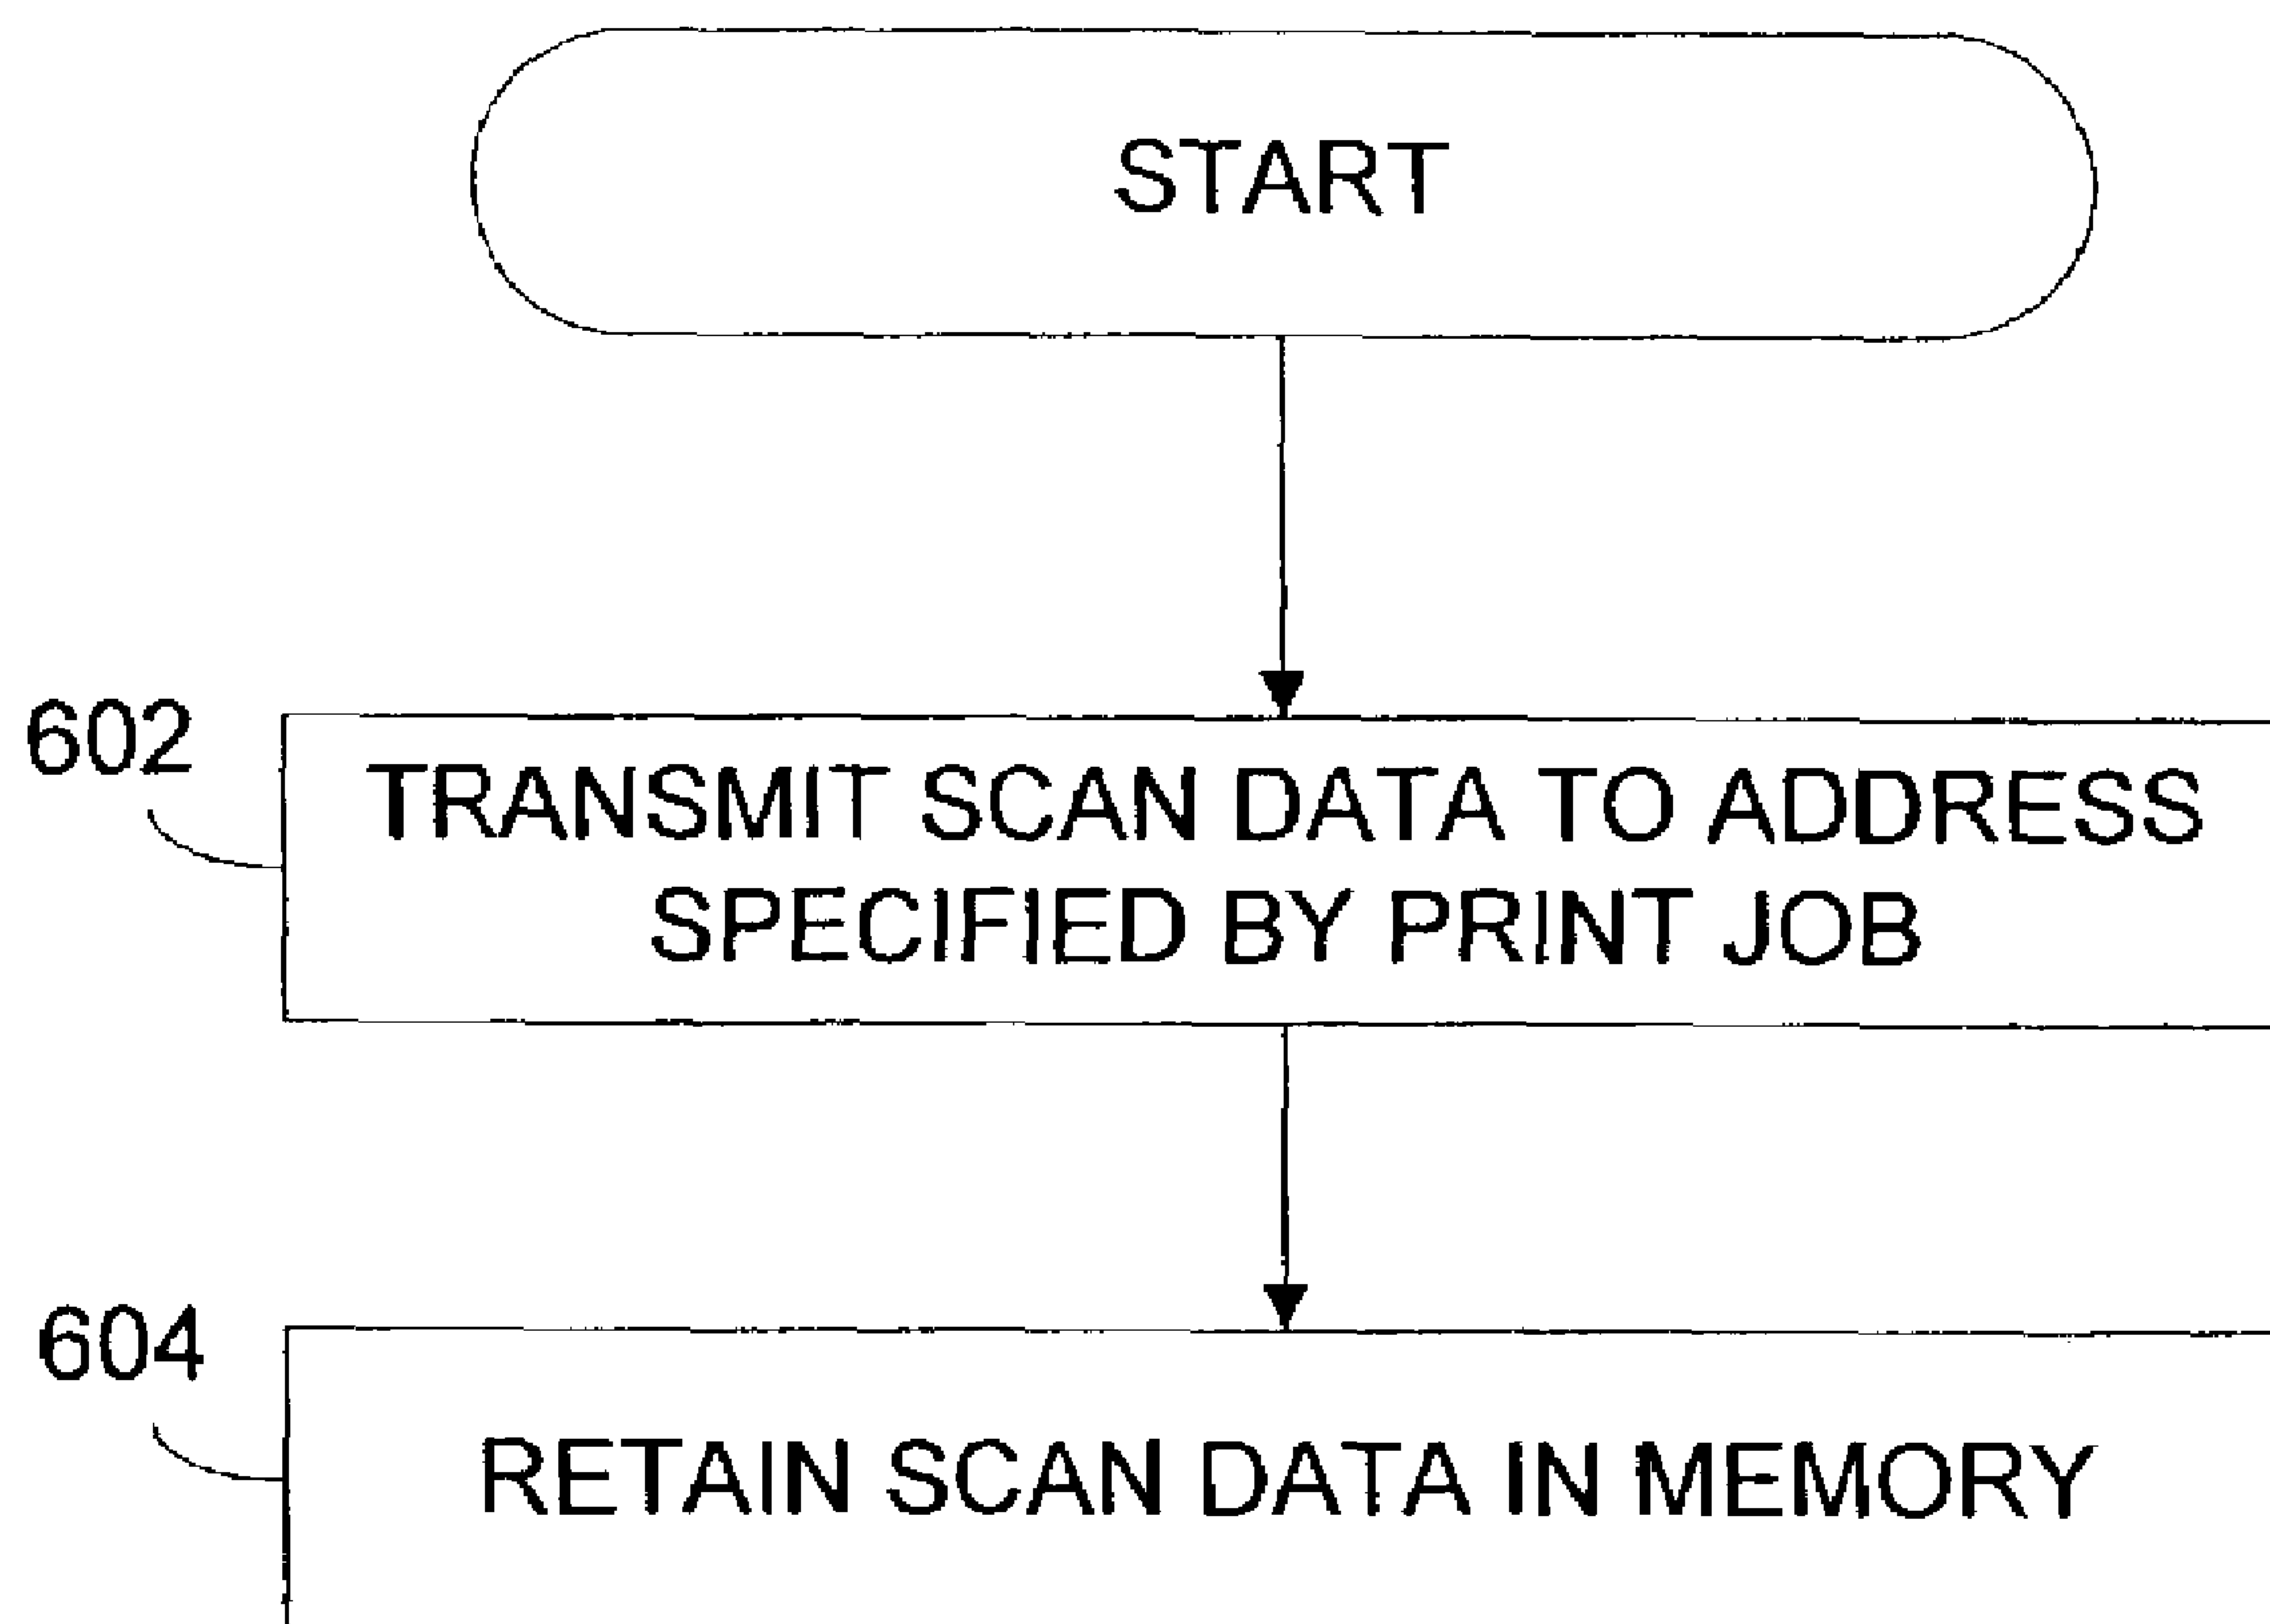 START
602
TRANSMIT SCAN DATA TO ADDRESS
SPECIFIED BY PRINT JOB
604
RETAIN SCAN DATA IN MEMORY